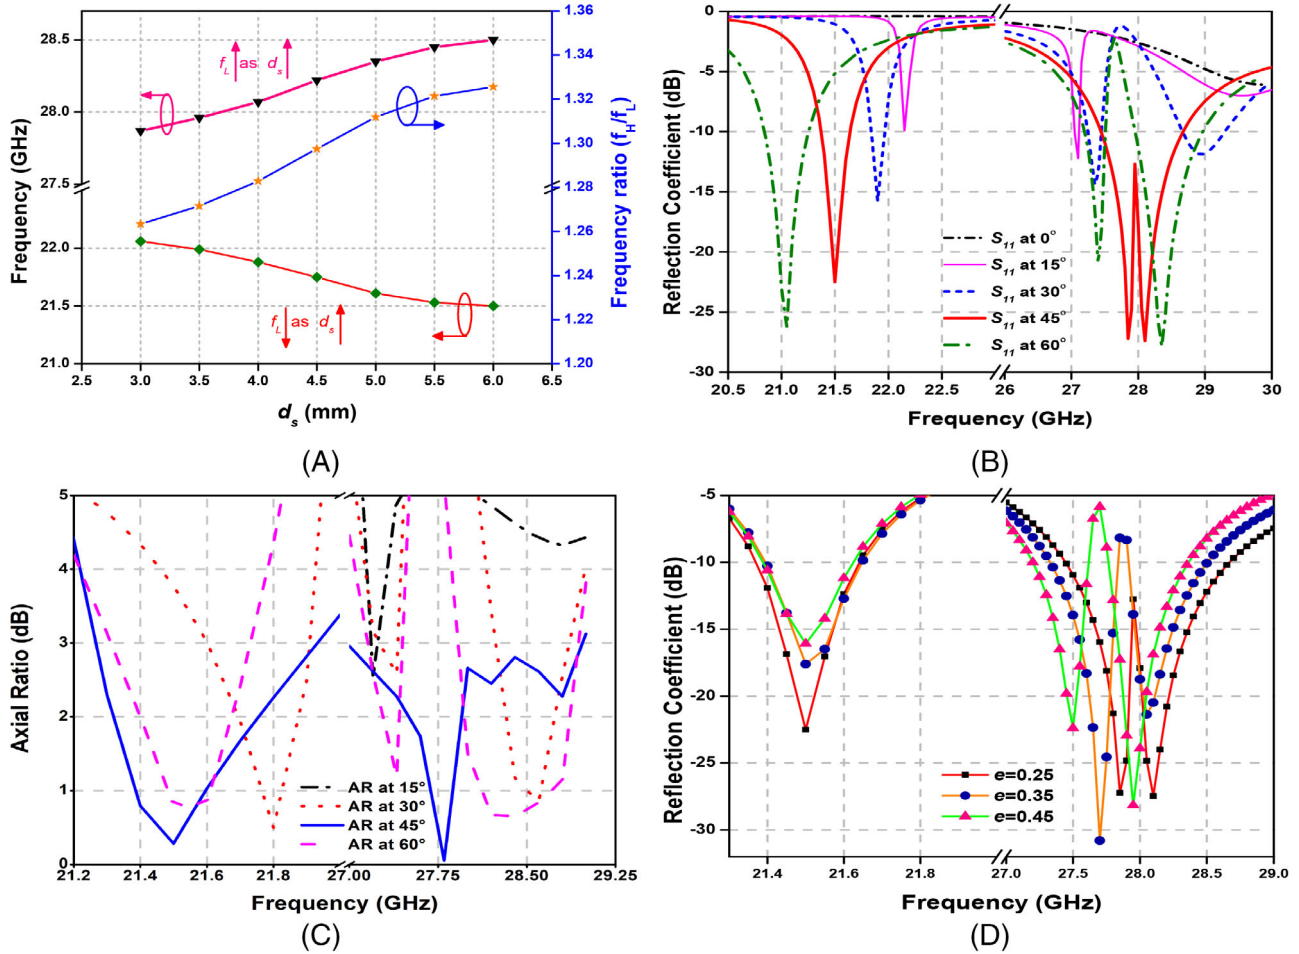 28.5
28.0
27.5
22.0
21.5
21.0
Frequency (GHz)
f_L as d_s
f_L as d_s
1.36
1.34
1.32
1.30
1.28
1.26
1.24
1.22
1.20
Frequency ratio (f_H/f_L)
2.5 3.0 3.5 4.0 4.5 5.0 5.5 6.0 6.5
d_s (mm)
(A)
0
-5
-10
-15
-20
-25
-30
Reflection Coefficient (dB)
S_11 at 0°
S_11 at 15°
S_11 at 30°
S_11 at 45°
S_11 at 60°
20.5 21.0 21.5 22.0 22.5 26 27 28 29 30
Frequency (GHz)
(B)
5
4
3
2
1
0
Axial Ratio (dB)
AR at 15°
AR at 30°
AR at 45°
AR at 60°
21.2 21.4 21.6 21.8 27.00 27.75 28.50 29.25
Frequency (GHz)
(C)
-5
-10
-15
-20
-25
-30
Reflection Coefficient (dB)
e=0.25
e=0.35
e=0.45
21.4 21.6 21.8 27.0 27.5 28.0 28.5 29.0
Frequency (GHz)
(D)